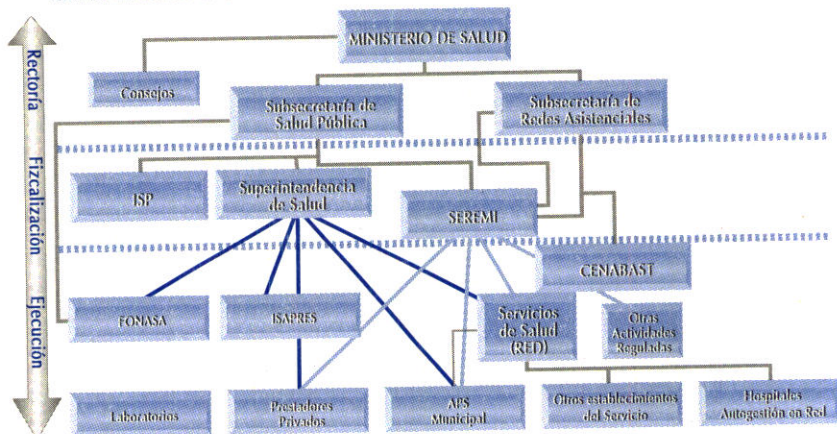 MINISTERIO DE SALUD
Rectoría
Consejos
Subsecretaría de
Salud Pública
Subsecretaría de
Redes Asistenciales
Fizcalización
ISP
Superintendencia
de Salud
SEREMI
CENABAST
Ejecución
FONASA
ISAPRES
Servicios
de Salud
(RED)
Otras
Actividades
Reguladas
Laboratorios
Prestadores
Privados
APS
Municipal
Otros establecimientos
del Servicio
Hospitales
Autogestión en Red